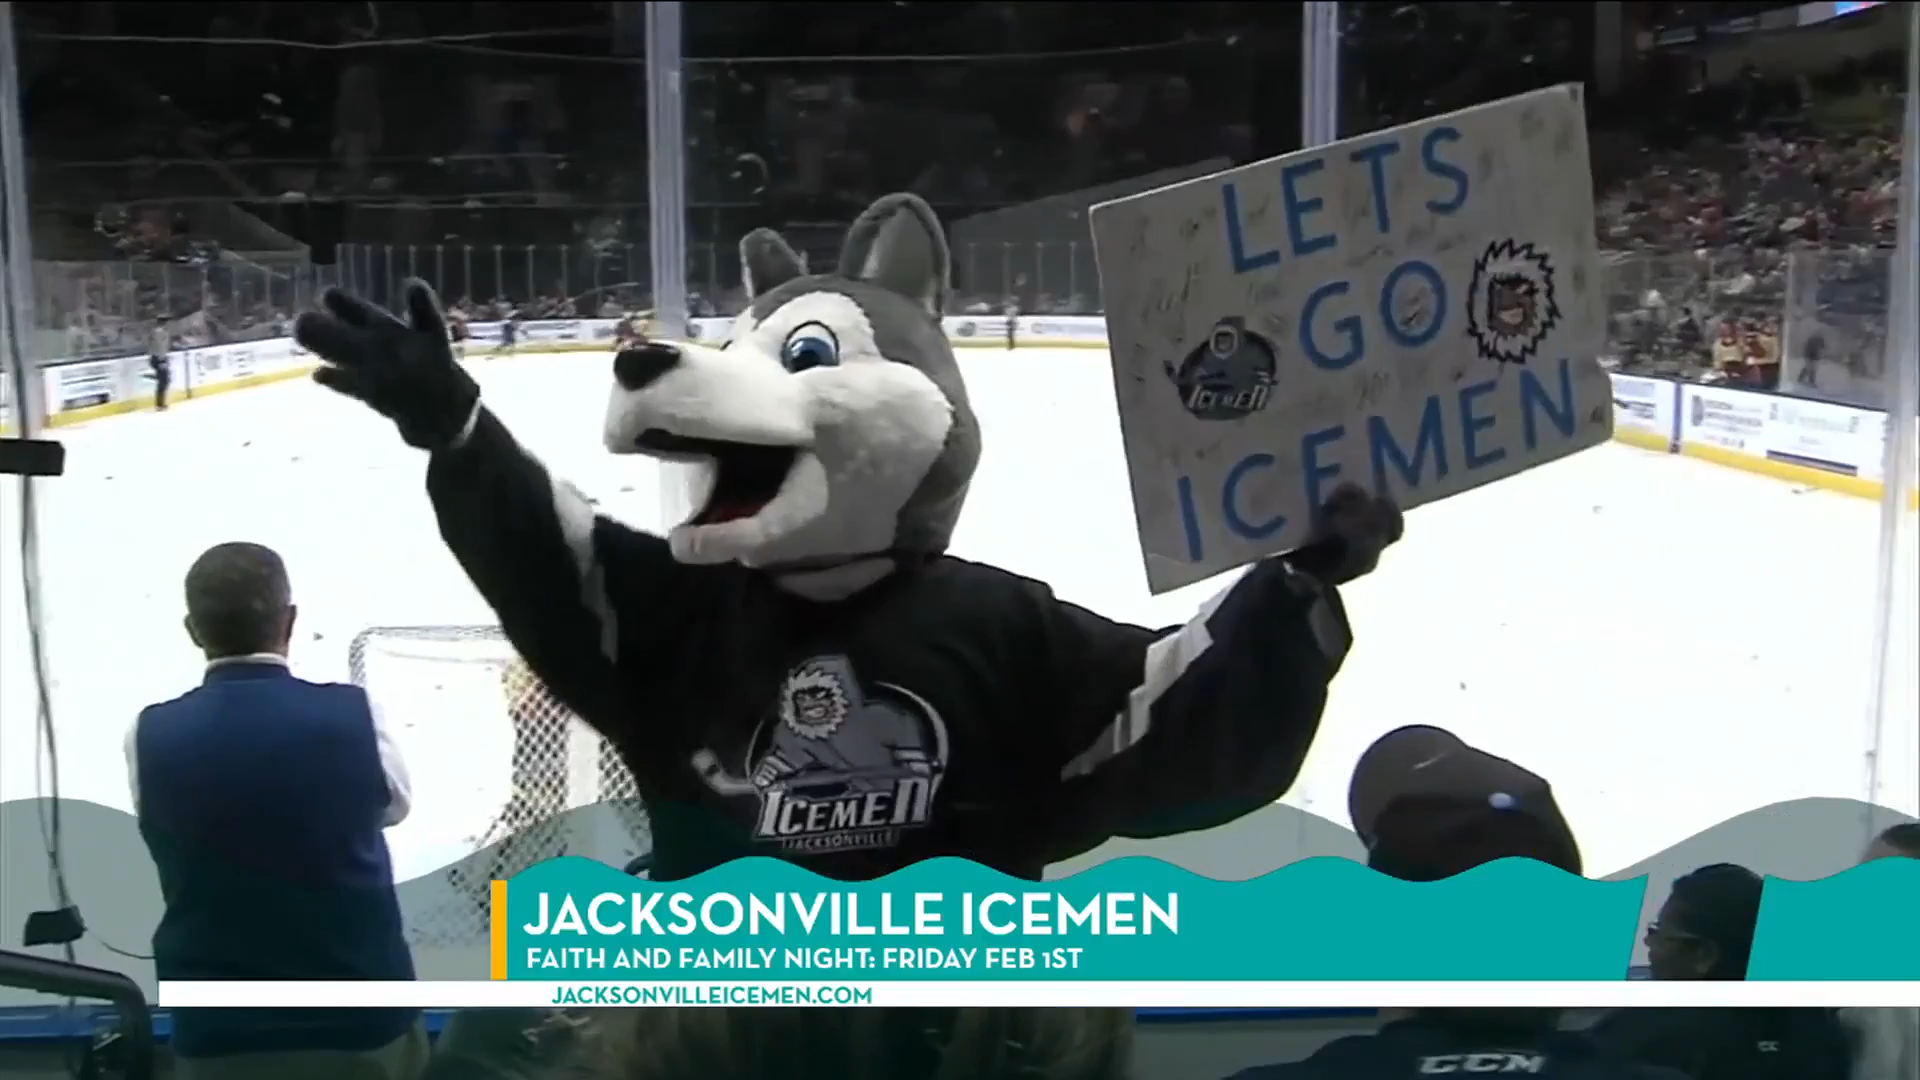 LETS
GO
ICEMEN
ICEMEN
ICEMEN
JACKSONVILLE
JACKSONVILLE ICEMEN
FAITH AND FAMILY NIGHT: FRIDAY FEB 1ST
JACKSONVILLEICEMEN.COM
CCM